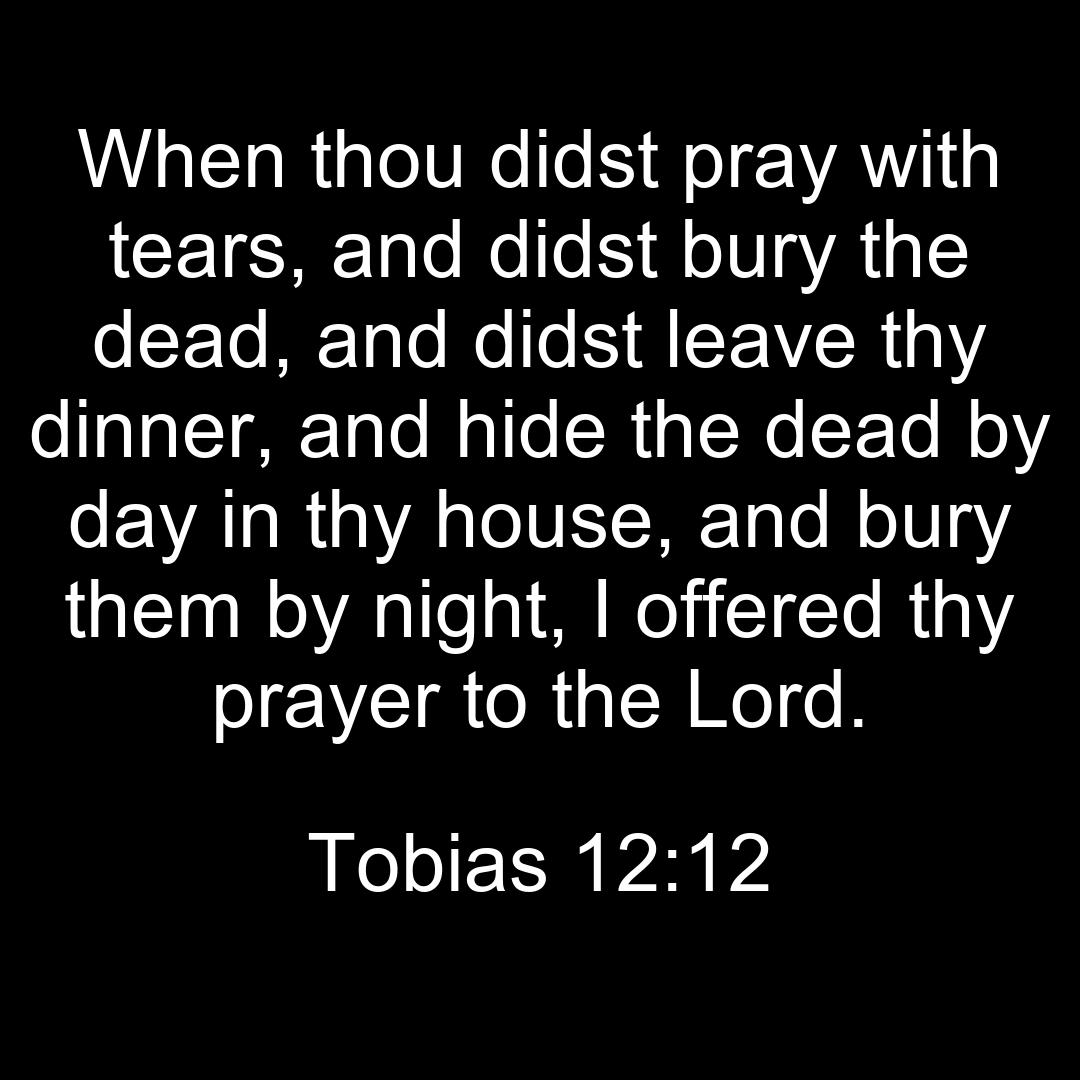 When thou didst pray with
tears, and didst bury the
dead, and didst leave thy
dinner, and hide the dead by
day in thy house, and bury
them by night, I offered thy
prayer to the Lord.
Tobias 12:12